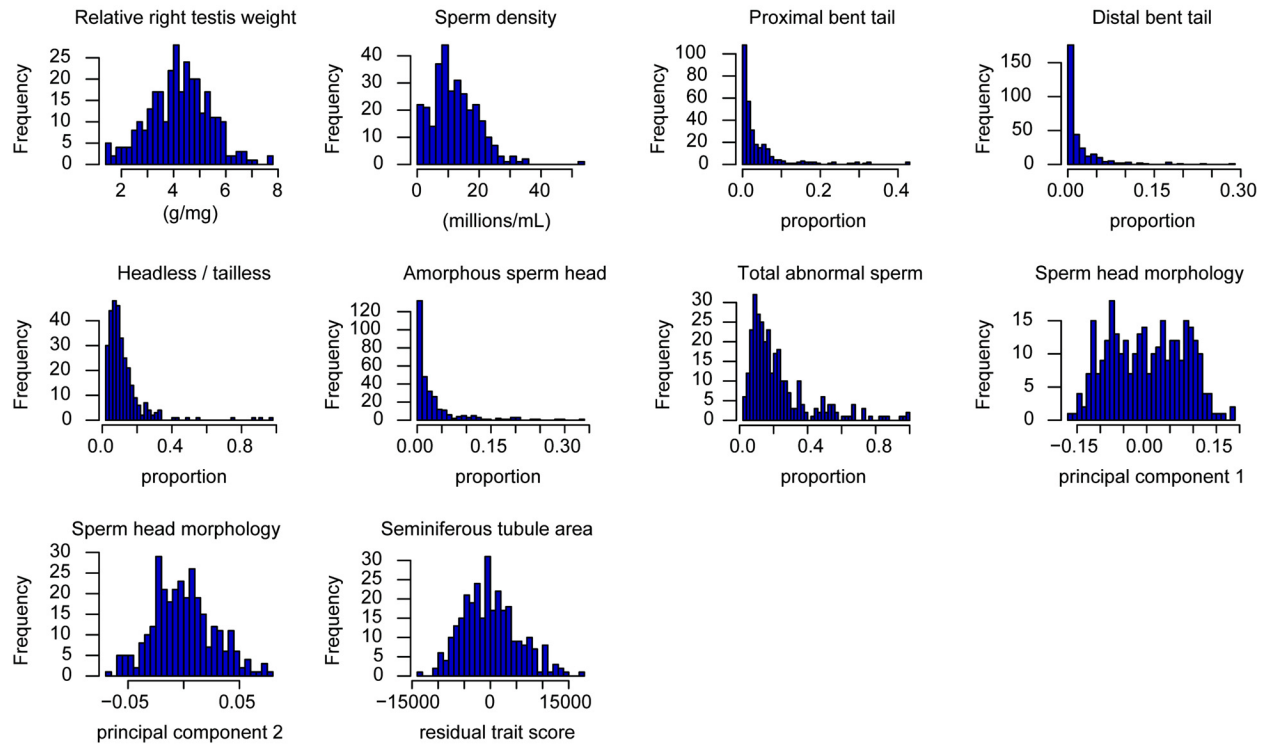 Relative right testis weight
Frequency
25
20
15
10
5
0
2 4 6 8
(g/mg)
Sperm density
Frequency
40
30
20
10
0
0 20 40
(millions/mL)
Proximal bent tail
Frequency
100
80
60
40
20
0
0.0 0.2 0.4
proportion
Distal bent tail
Frequency
150
100
50
0
0.00 0.15 0.30
proportion
Headless / tailless
Frequency
40
30
20
10
0
0.0 0.4 0.8
proportion
Amorphous sperm head
Frequency
120
100
80
60
40
20
0
0.00 0.15 0.30
proportion
Total abnormal sperm
Frequency
30
25
20
15
10
5
0
0.0 0.4 0.8
proportion
Sperm head morphology
Frequency
15
10
5
0
−0.15 0.00 0.15
principal component 1
Sperm head morphology
Frequency
30
25
20
15
10
5
0
−0.05 0.05
principal component 2
Seminiferous tubule area
Frequency
30
25
20
15
10
5
0
−15000 0 15000
residual trait score